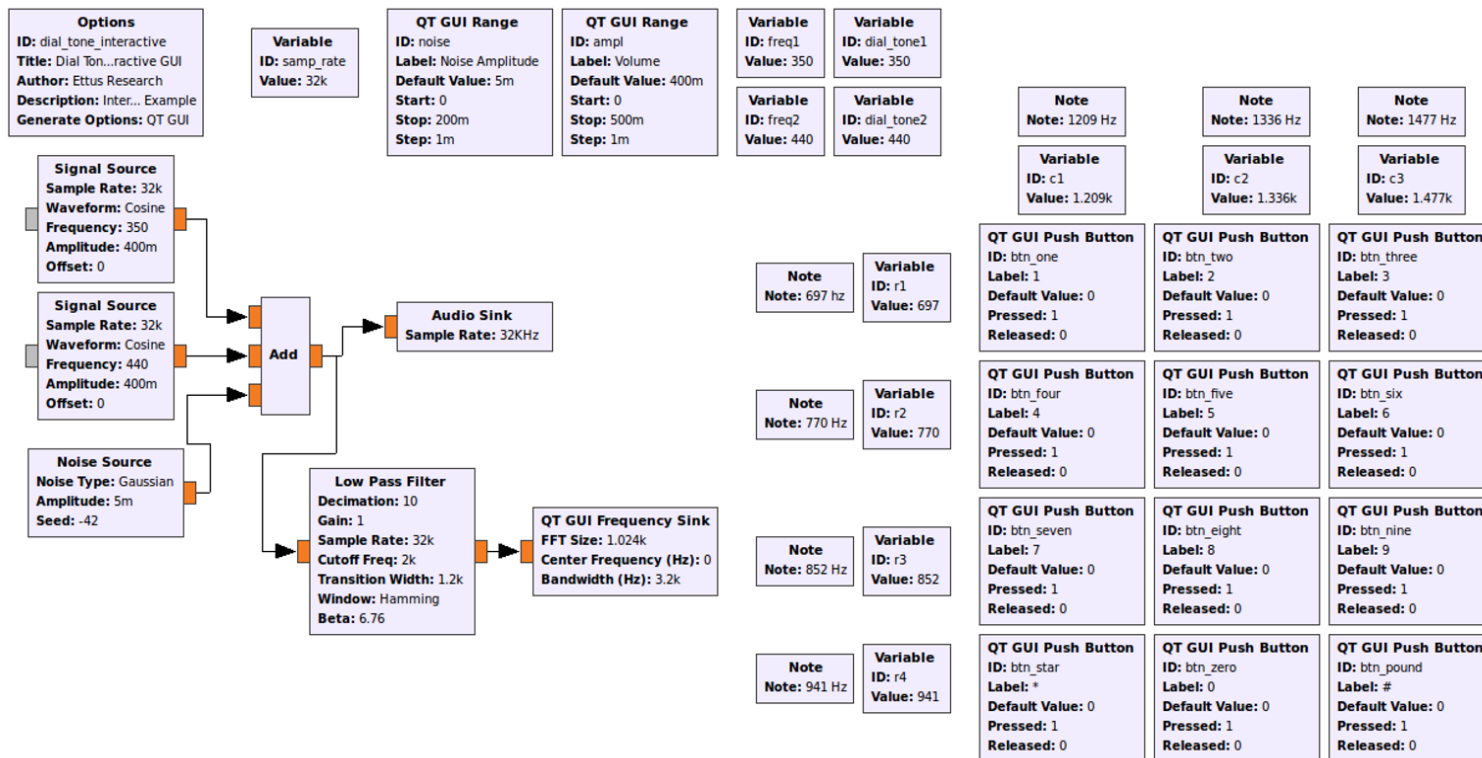 Options
ID: dial_tone_interactive
Title: Dial Ton...ractive GUI
Author: Ettus Research
Description: Inter... Example
Generate Options: QT GUI
Variable
ID: samp_rate
Value: 32k
QT GUI Range
ID: noise
Label: Noise Amplitude
Default Value: 5m
Start: 0
Stop: 200m
Step: 1m
QT GUI Range
ID: ampl
Label: Volume
Default Value: 400m
Start: 0
Stop: 500m
Step: 1m
Variable
ID: freq1
Value: 350
Variable
ID: dial_tone1
Value: 350
Variable
ID: freq2
Value: 440
Variable
ID: dial_tone2
Value: 440
Note
Note: 1209 Hz
Note
Note: 1336 Hz
Note
Note: 1477 Hz
Variable
ID: c1
Value: 1.209k
Variable
ID: c2
Value: 1.336k
Variable
ID: c3
Value: 1.477k
Signal Source
Sample Rate: 32k
Waveform: Cosine
Frequency: 350
Amplitude: 400m
Offset: 0
Signal Source
Sample Rate: 32k
Waveform: Cosine
Frequency: 440
Amplitude: 400m
Offset: 0
Noise Source
Noise Type: Gaussian
Amplitude: 5m
Seed: -42
Add
Audio Sink
Sample Rate: 32KHz
Low Pass Filter
Decimation: 10
Gain: 1
Sample Rate: 32k
Cutoff Freq: 2k
Transition Width: 1.2k
Window: Hamming
Beta: 6.76
QT GUI Frequency Sink
FFT Size: 1.024k
Center Frequency (Hz): 0
Bandwidth (Hz): 3.2k
Note
Note: 697 hz
Variable
ID: r1
Value: 697
QT GUI Push Button
ID: btn_one
Label: 1
Default Value: 0
Pressed: 1
Released: 0
QT GUI Push Button
ID: btn_two
Label: 2
Default Value: 0
Pressed: 1
Released: 0
QT GUI Push Button
ID: btn_three
Label: 3
Default Value: 0
Pressed: 1
Released: 0
Note
Note: 770 Hz
Variable
ID: r2
Value: 770
QT GUI Push Button
ID: btn_four
Label: 4
Default Value: 0
Pressed: 1
Released: 0
QT GUI Push Button
ID: btn_five
Label: 5
Default Value: 0
Pressed: 1
Released: 0
QT GUI Push Button
ID: btn_six
Label: 6
Default Value: 0
Pressed: 1
Released: 0
Note
Note: 852 Hz
Variable
ID: r3
Value: 852
QT GUI Push Button
ID: btn_seven
Label: 7
Default Value: 0
Pressed: 1
Released: 0
QT GUI Push Button
ID: btn_eight
Label: 8
Default Value: 0
Pressed: 1
Released: 0
QT GUI Push Button
ID: btn_nine
Label: 9
Default Value: 0
Pressed: 1
Released: 0
Note
Note: 941 Hz
Variable
ID: r4
Value: 941
QT GUI Push Button
ID: btn_star
Label: *
Default Value: 0
Pressed: 1
Released: 0
QT GUI Push Button
ID: btn_zero
Label: 0
Default Value: 0
Pressed: 1
Released: 0
QT GUI Push Button
ID: btn_pound
Label: #
Default Value: 0
Pressed: 1
Released: 0